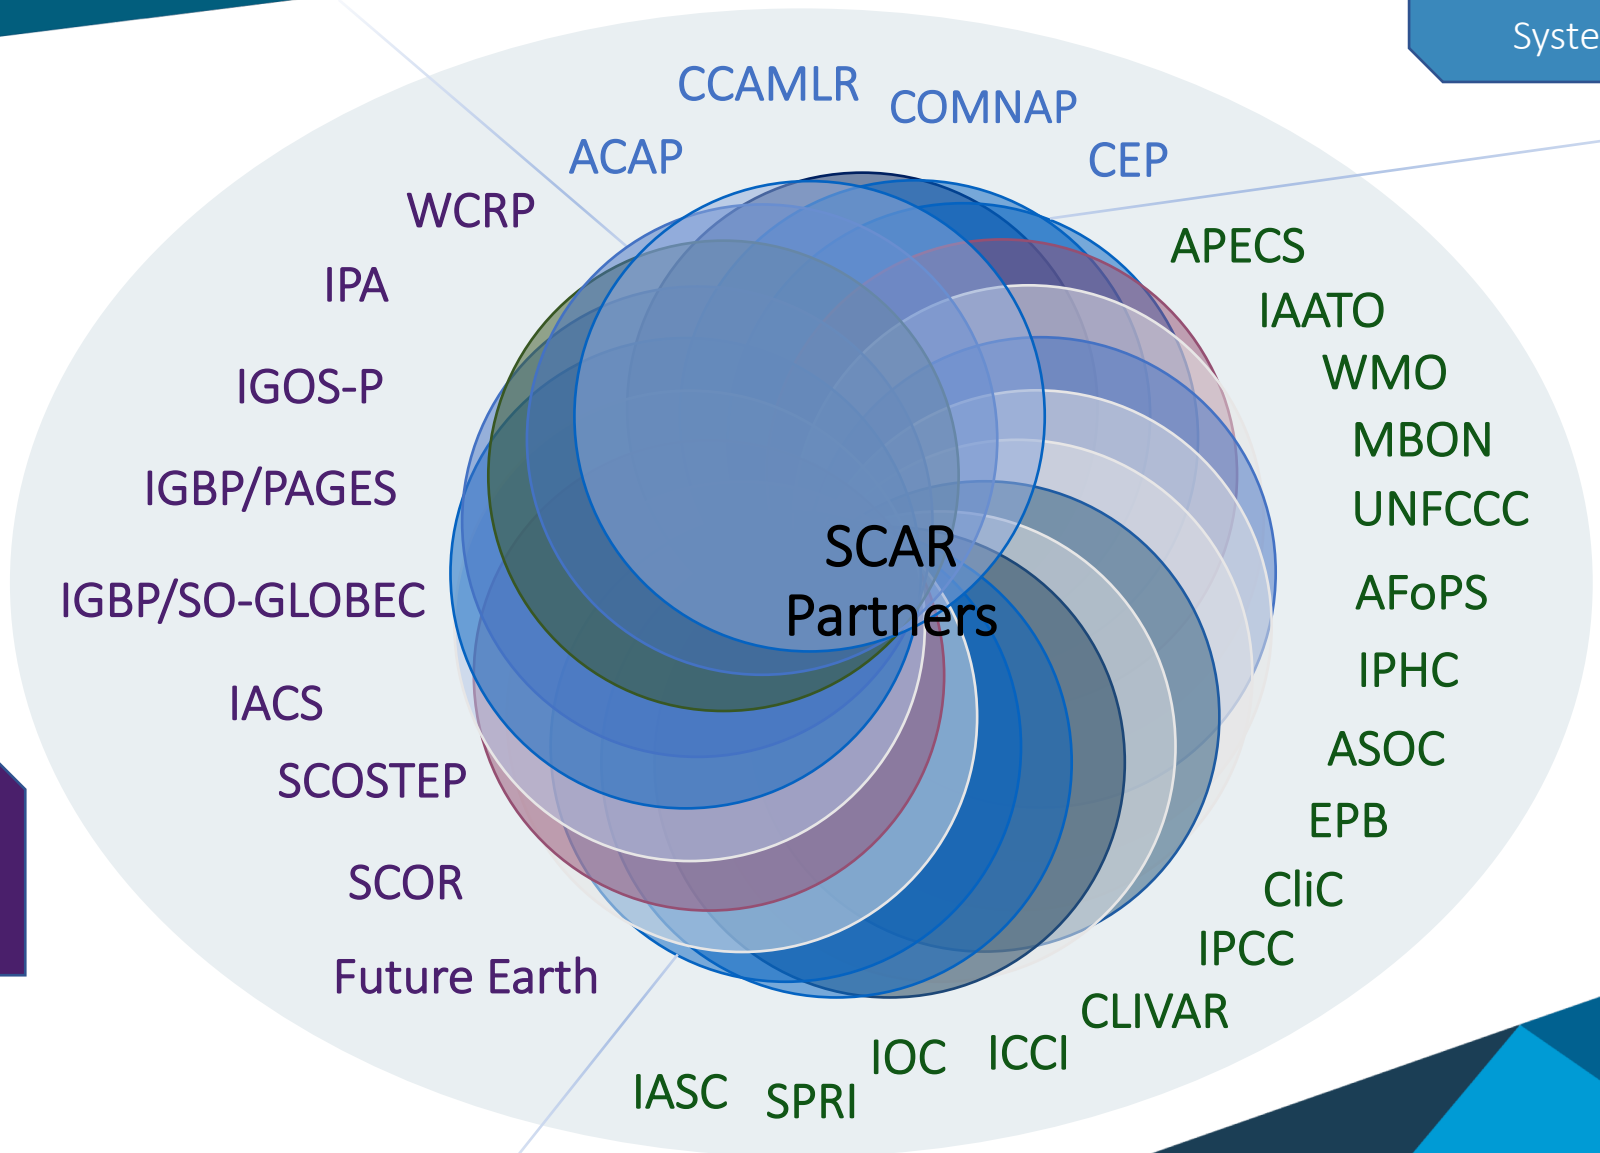 Syste
CCAMLR
COMNAP
ACAP
CEP
WCRP
APECS
IPA
IAATO
WMO
IGOS-P
MBON
IGBP/PAGES
UNFCCC
SCAR
Partners
IGBP/SO-GLOBEC
AFoPS
IPHC
IACS
ASOC
SCOSTEP
EPB
SCOR
CliC
IPCC
Future Earth
CLIVAR
ICCI
IOC
IASC
SPRI